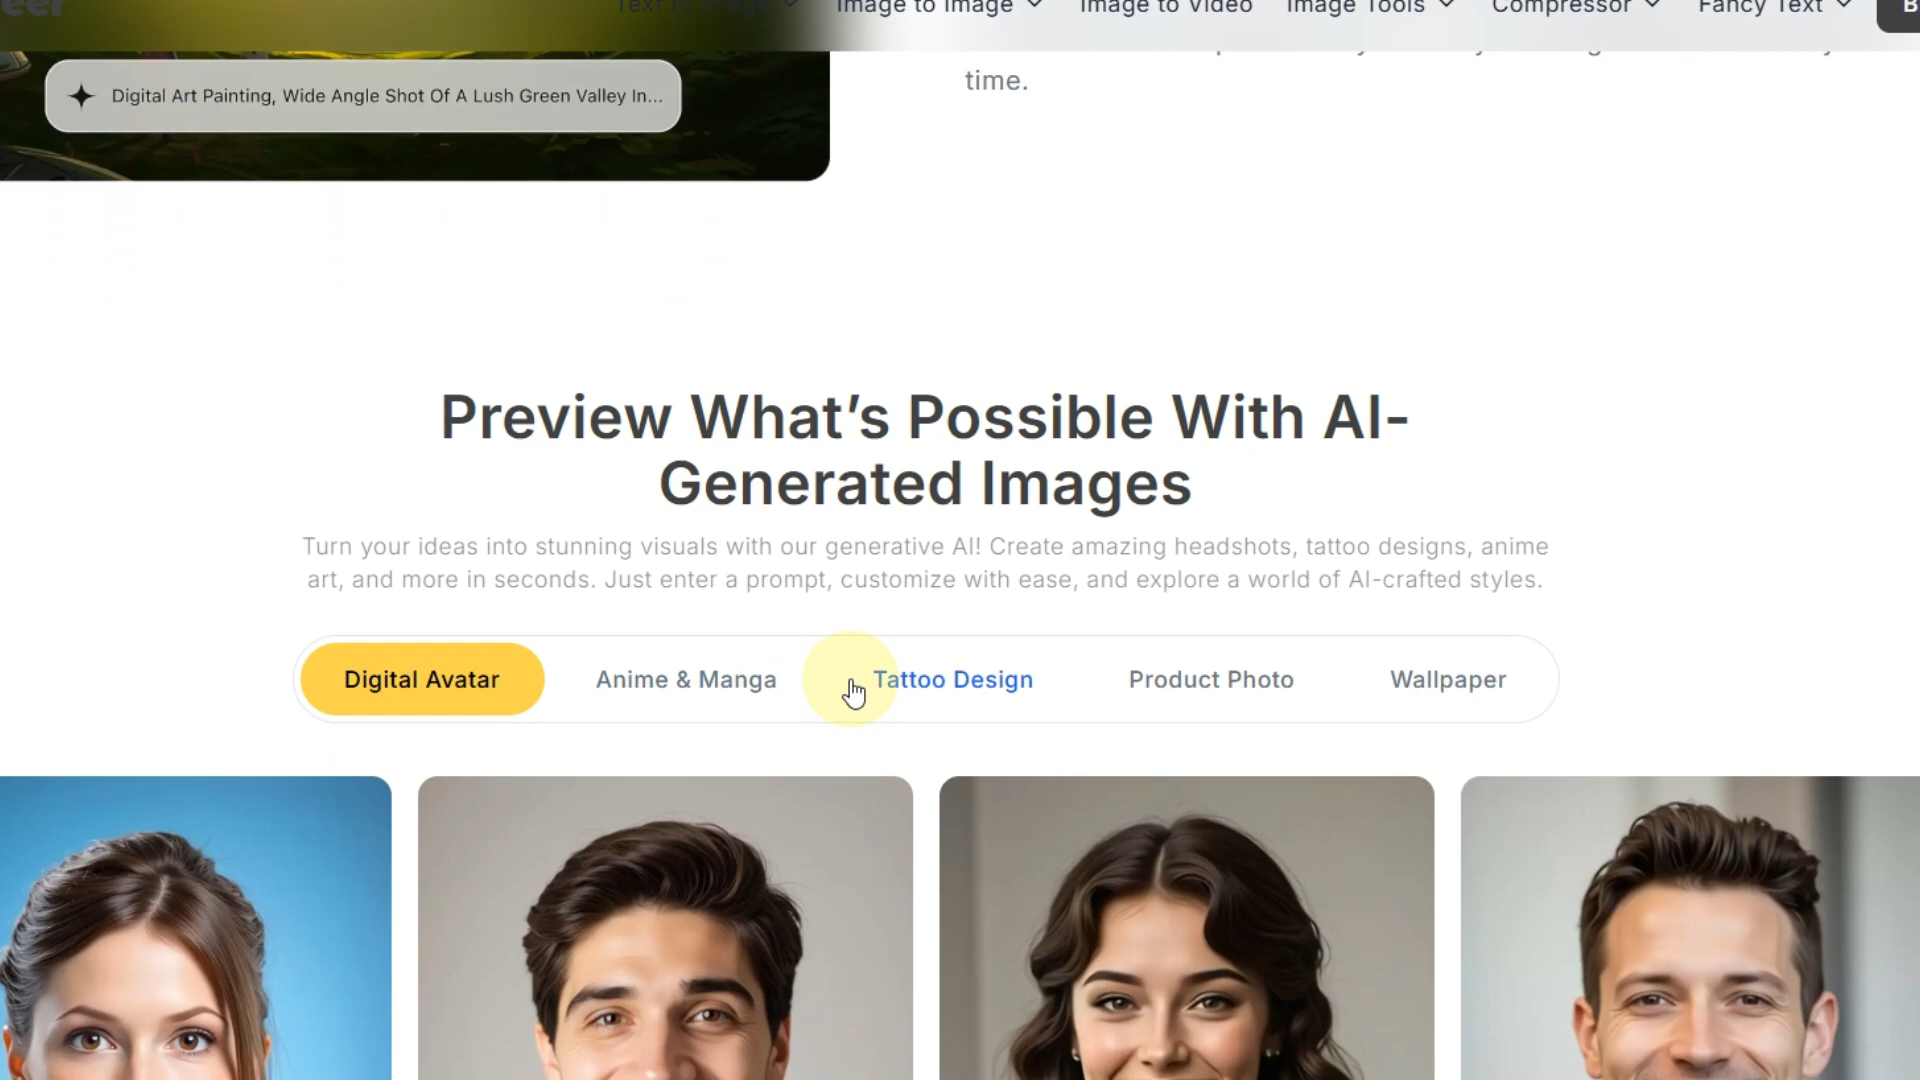 Text to Image
Image to Image
Image to Video
Image Tools
Compressor
Fancy Text
Digital Art Painting, Wide Angle Shot Of A Lush Green Valley In...
time.
Preview What’s Possible With AI-
Generated Images
Turn your ideas into stunning visuals with our generative AI! Create amazing headshots, tattoo designs, anime
art, and more in seconds. Just enter a prompt, customize with ease, and explore a world of AI-crafted styles.
Digital Avatar
Anime & Manga
Tattoo Design
Product Photo
Wallpaper